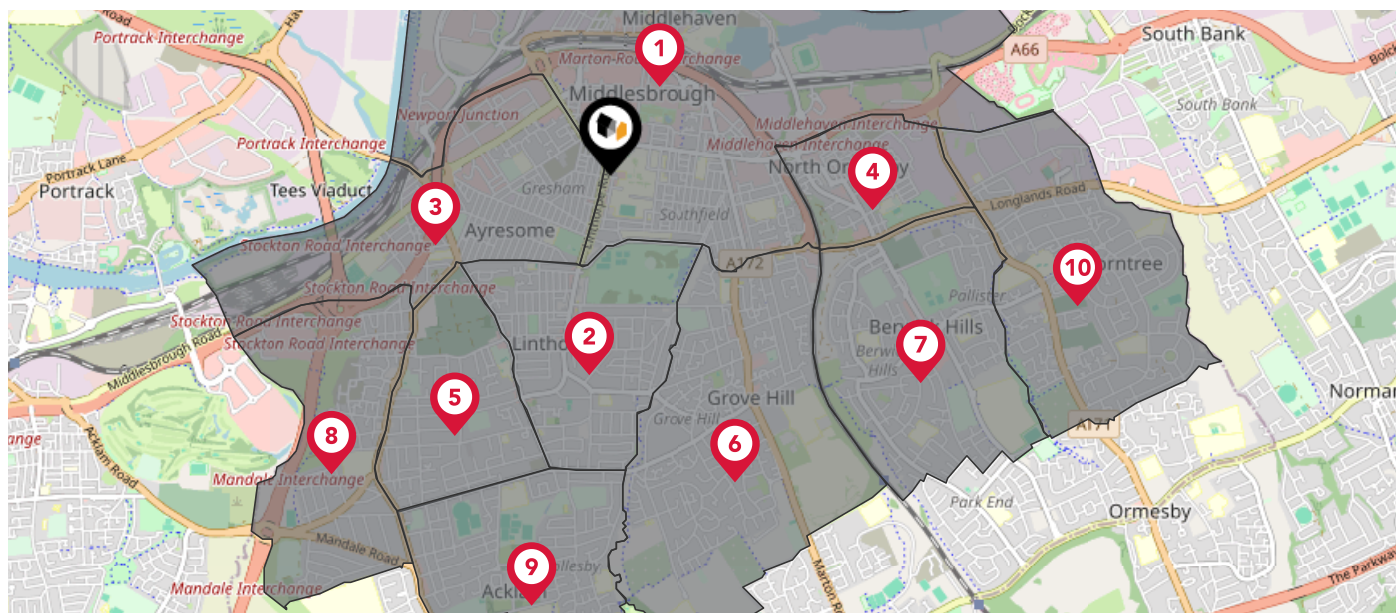 Middlehaven
Portrack Interchange
1
Marton-Road Interchange
A66
South Bank
Middlesbrough
Newport Junction
South Bank
Middlehaven Interchange
Portrack Interchange
Middlehaven Interchange
Portrack Lane
North Ormesby
4
Portrack
Tees Viaduct
Gresham
Longlands Road
3
Southfield
Ayresome
Stockton Road Interchange
A172
10
Thorntree
Stockton Road Interchange
Pallister
Stockton Road Interchange
Berwick Hills
2
Linthorpe
Stockton Road Interchange
7
Middlesbrough Road
Berwick
Hills
5
Grove Hill
Grove Hill
A171
8
6
Acklam Road
Mandale Interchange
Park End
Ormesby
Mandale Road
9
Acklam
Marton Road
Mandale Interchange
The Parkway